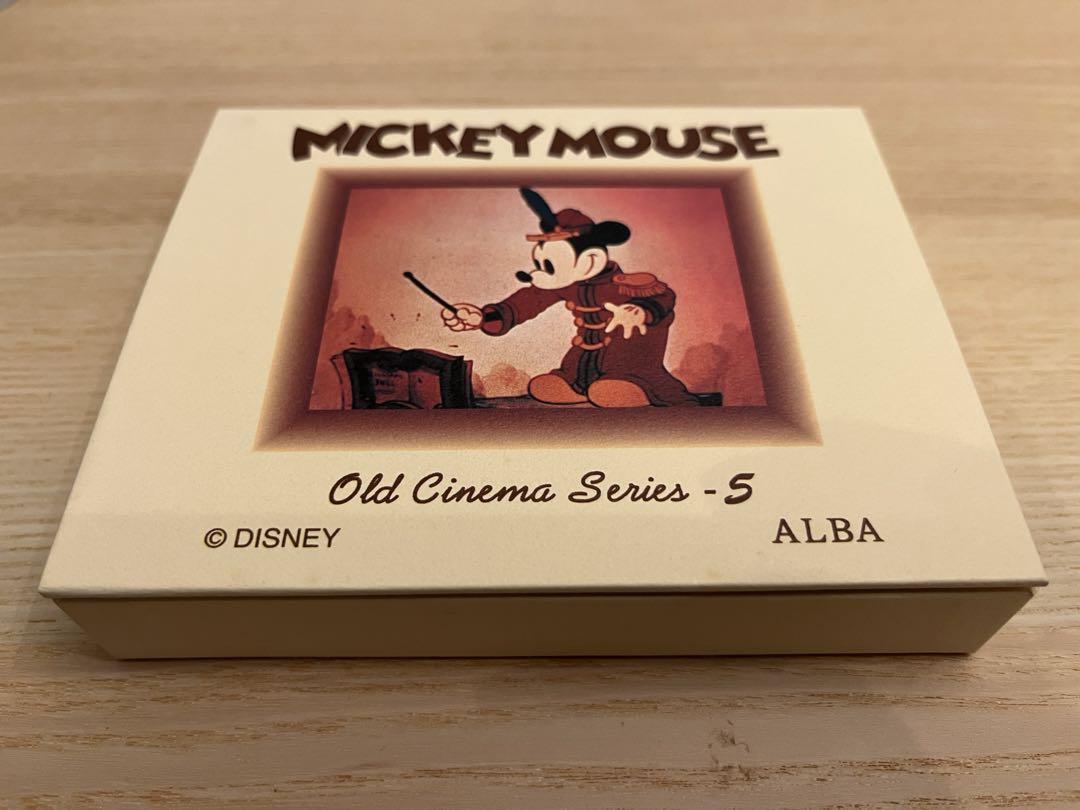 MICKEY MOUSE
Old Cinema Series - 5
© DISNEY
ALBA